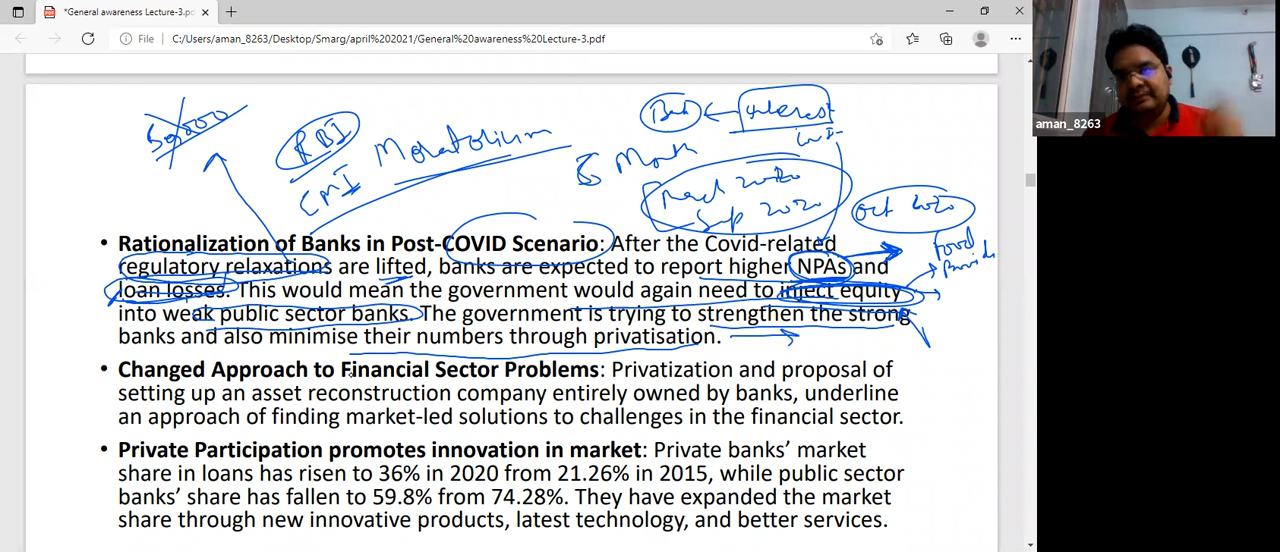 *General awareness Lecture-3.pd
File
C:/Users/aman_8263/Desktop/Smarg/april%202021/General%20awareness%20Lecture-3.pdf
aman_8263
50,000
RBI
EMI Moratolium
Bank
interest
6 Month
March 2020
Sep 2020
Oct 2020
• Rationalization of Banks in Post-COVID Scenario: After the Covid-related
regulatory relaxations are lifted, banks are expected to report higher NPAs and
loan losses. This would mean the government would again need to inject equity
into weak public sector banks. The government is trying to strengthen the strong
banks and also minimise their numbers through privatisation.
• Changed Approach to Financial Sector Problems: Privatization and proposal of
setting up an asset reconstruction company entirely owned by banks, underline
an approach of finding market-led solutions to challenges in the financial sector.
• Private Participation promotes innovation in market: Private banks’ market
share in loans has risen to 36% in 2020 from 21.26% in 2015, while public sector
banks’ share has fallen to 59.8% from 74.28%. They have expanded the market
share through new innovative products, latest technology, and better services.